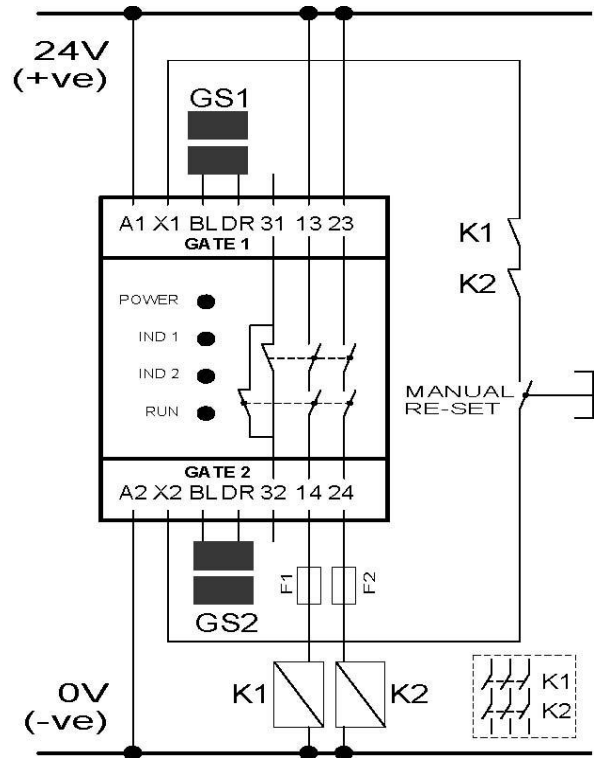 24V
(+ve)
GS1
A1 X1 BL DR 31 13 23
GATE 1
K1
K2
POWER
IND 1
IND 2
RUN
MANUAL
RE-SET
GATE 2
A2 X2 BL DR 32 14 24
F1
F2
GS2
0V
(-ve)
K1
K2
K1
K2